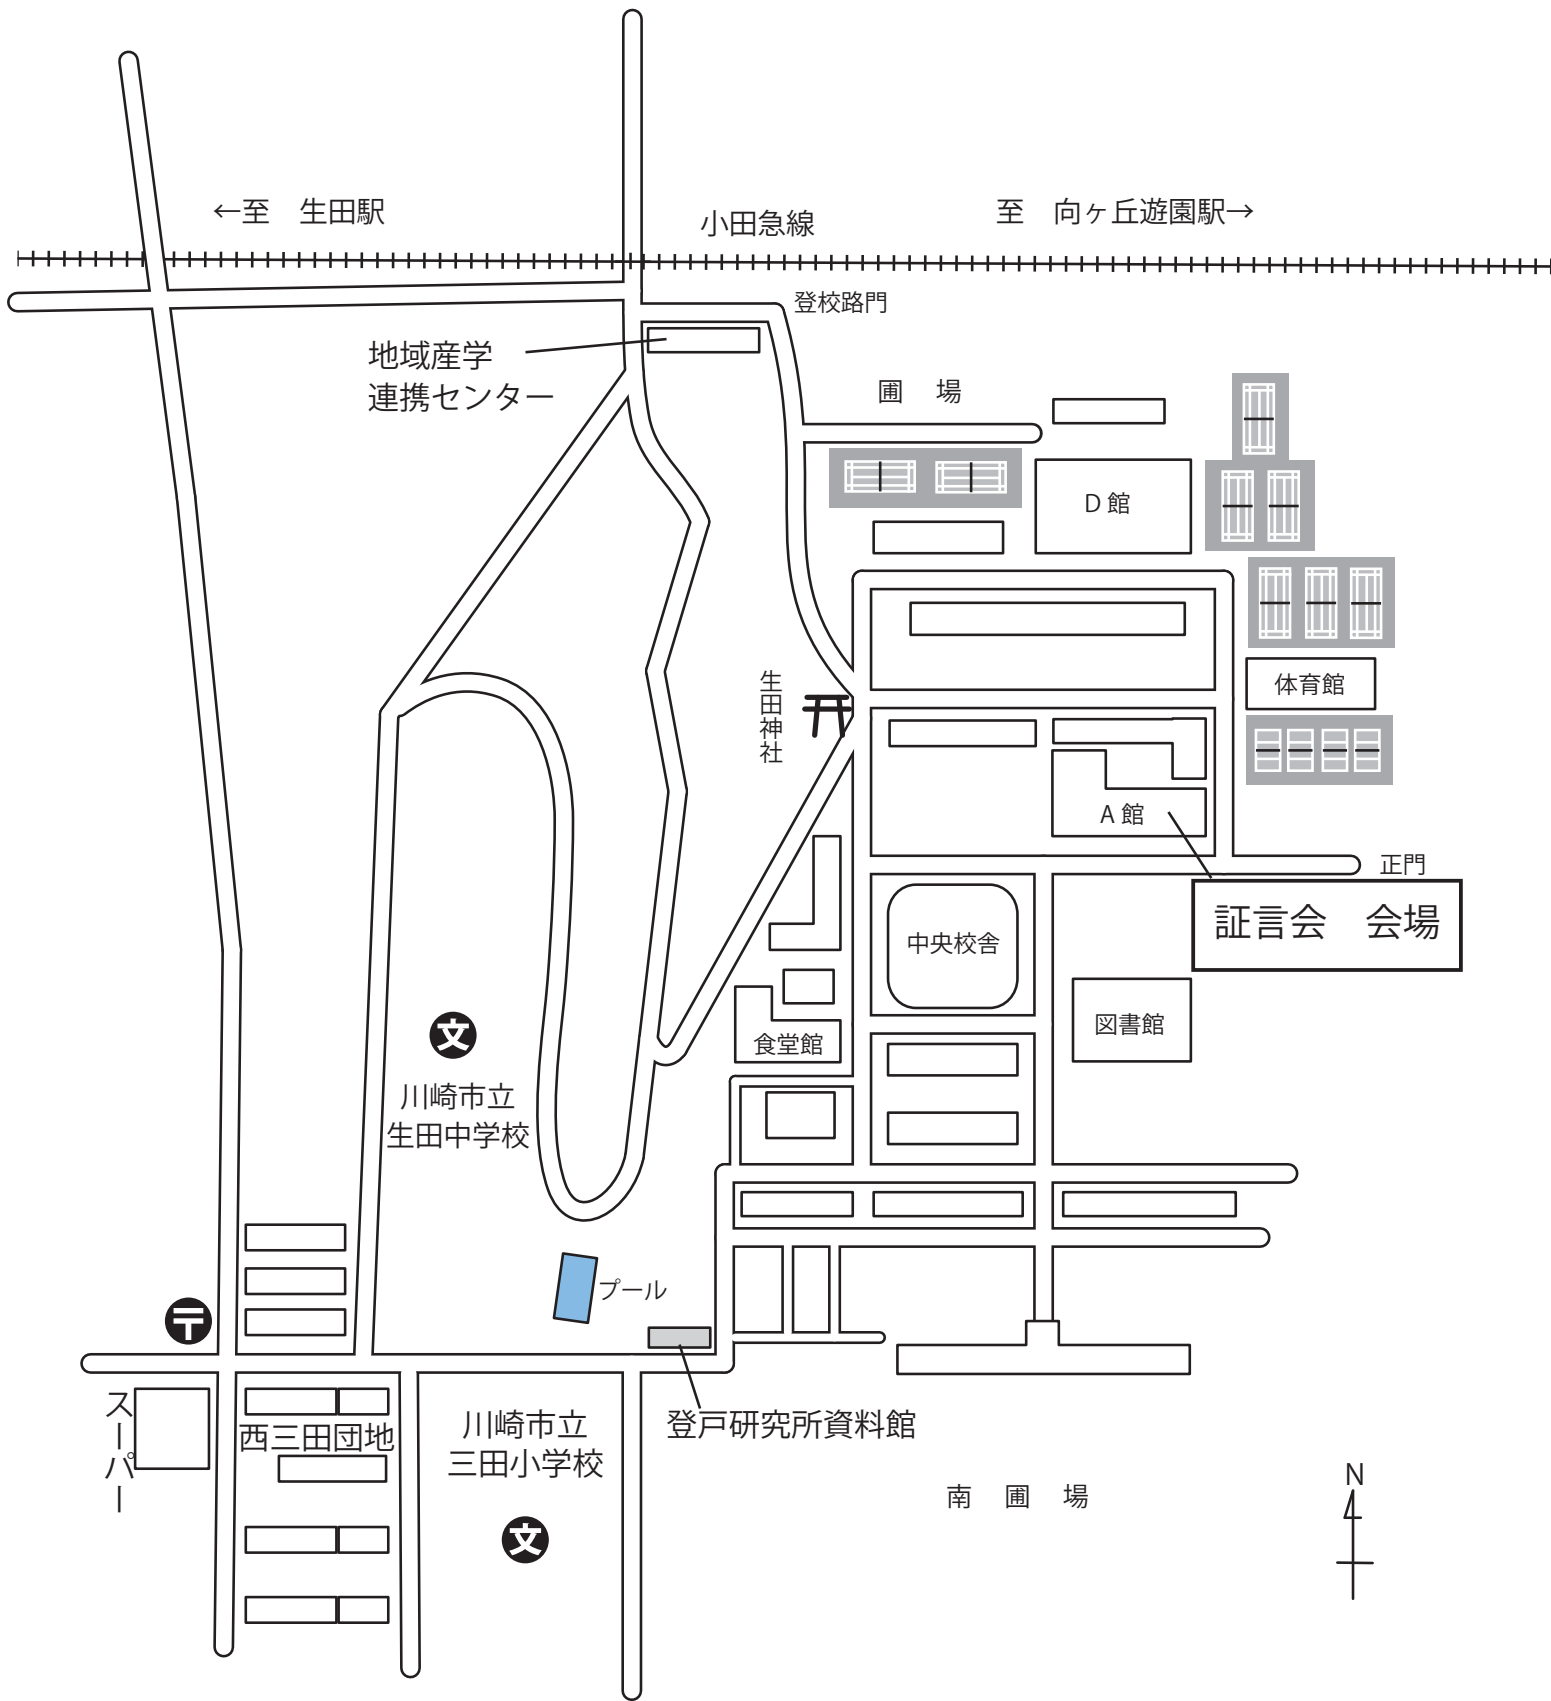 ←至　生田駅
小田急線
至　向ヶ丘遊園駅→
登校路門
地域産学
連携センター
圃　場
D館
体育館
生田神社
A館
正門
証言会　会場
中央校舎
図書館
食堂館
文
川崎市立
生田中学校
プール
〒
スーパー
西三田団地
川崎市立
三田小学校
登戸研究所資料館
文
南　圃　場
N